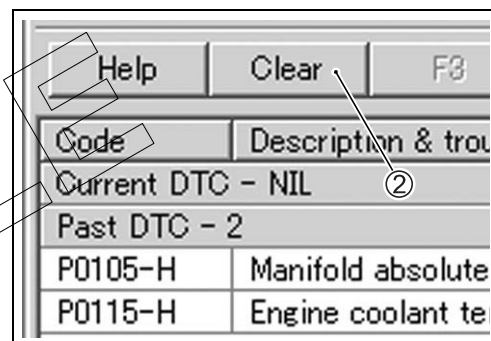 Help Clear F3
Code Description & trou
Current DTC - NIL
②
Past DTC - 2
P0105-H Manifold absolute
P0115-H Engine coolant te